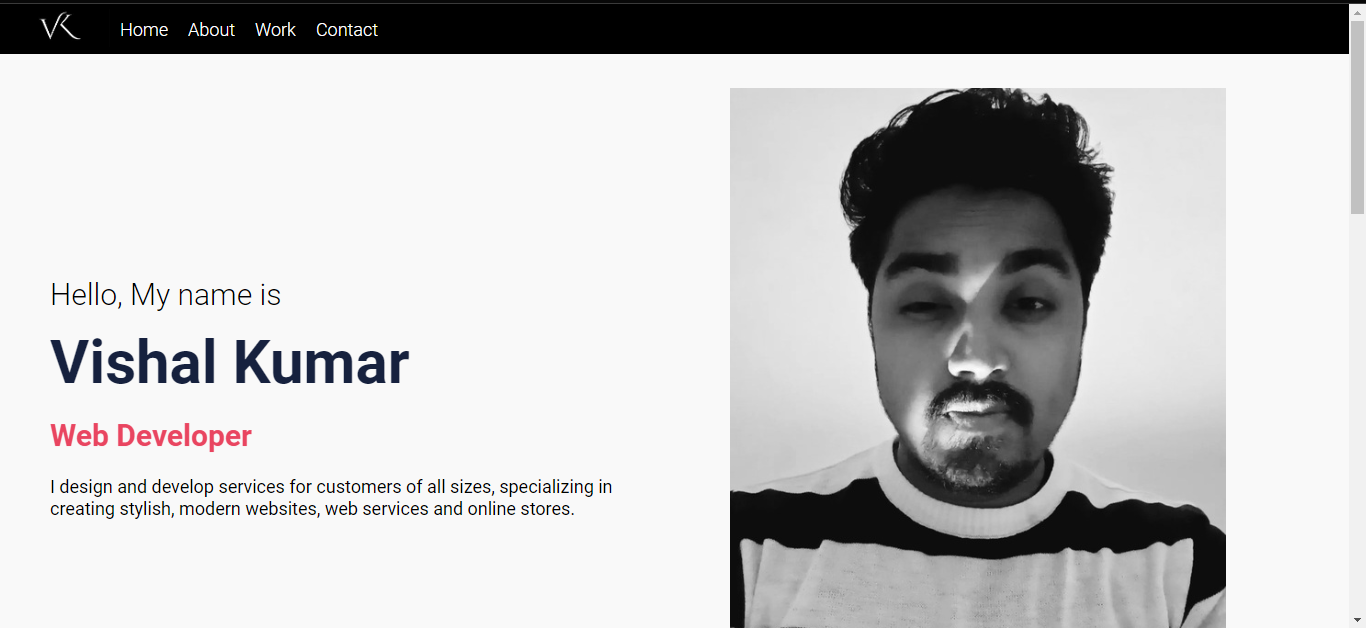 VK
Home About Work Contact
Hello, My name is
Vishal Kumar
Web Developer
I design and develop services for customers of all sizes, specializing in
creating stylish, modern websites, web services and online stores.